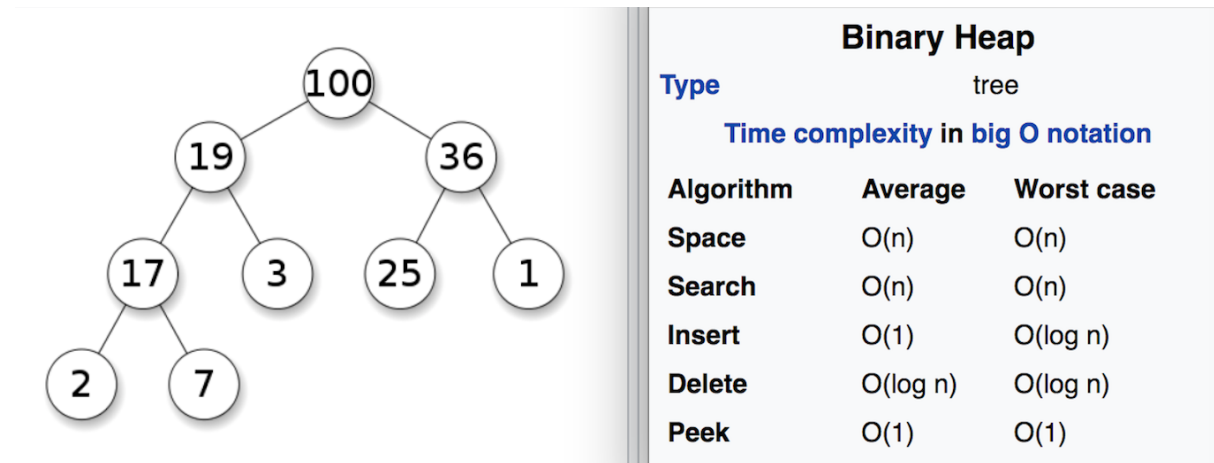 100
19 36
17 3 25 1
2 7
Binary Heap
Type tree
Time complexity in big O notation
Algorithm Average Worst case
Space O(n) O(n)
Search O(n) O(n)
Insert O(1) O(log n)
Delete O(log n) O(log n)
Peek O(1) O(1)